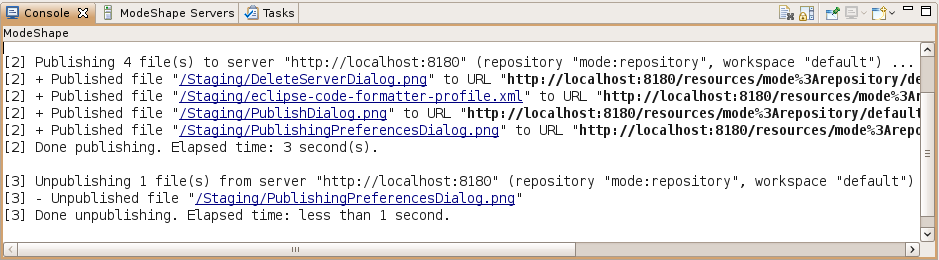 Console ModeShape Servers Tasks
ModeShape
[2] Publishing 4 file(s) to server "http://localhost:8180" (repository "mode:repository", workspace "default") ...
[2] + Published file "/Staging/DeleteServerDialog.png" to URL "http://localhost:8180/resources/mode%3Arepository/de
[2] + Published file "/Staging/eclipse-code-formatter-profile.xml" to URL "http://localhost:8180/resources/mode%3Ar
[2] + Published file "/Staging/PublishDialog.png" to URL "http://localhost:8180/resources/mode%3Arepository/default
[2] + Published file "/Staging/PublishingPreferencesDialog.png" to URL "http://localhost:8180/resources/mode%3Arepo
[2] Done publishing. Elapsed time: 3 second(s).
[3] Unpublishing 1 file(s) from server "http://localhost:8180" (repository "mode:repository", workspace "default")
[3] - Unpublished file "/Staging/PublishingPreferencesDialog.png"
[3] Done unpublishing. Elapsed time: less than 1 second.